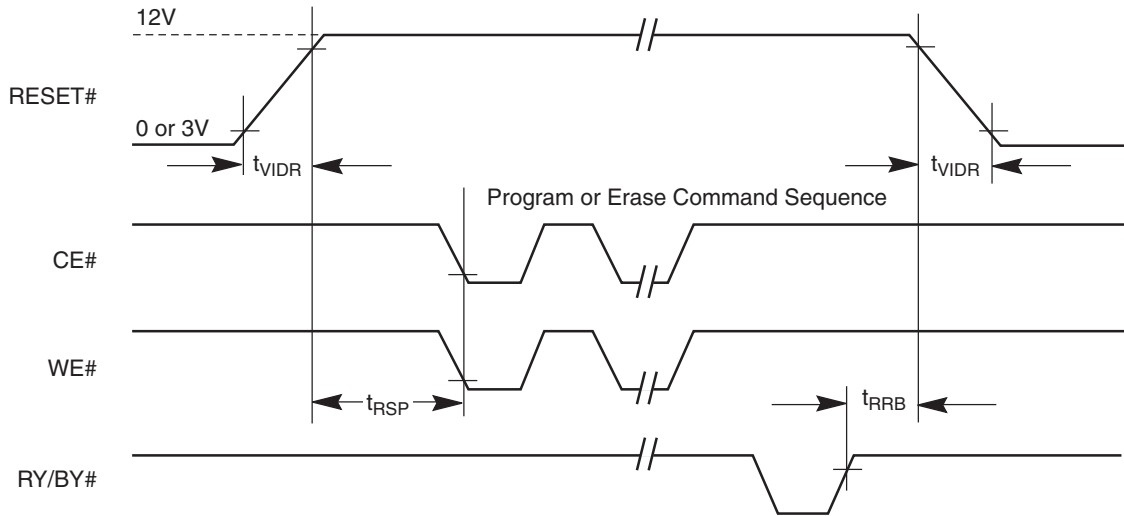 12V
RESET#
0 or 3V
tVIDR
tVIDR
Program or Erase Command Sequence
CE#
WE#
tRSP
tRRB
RY/BY#